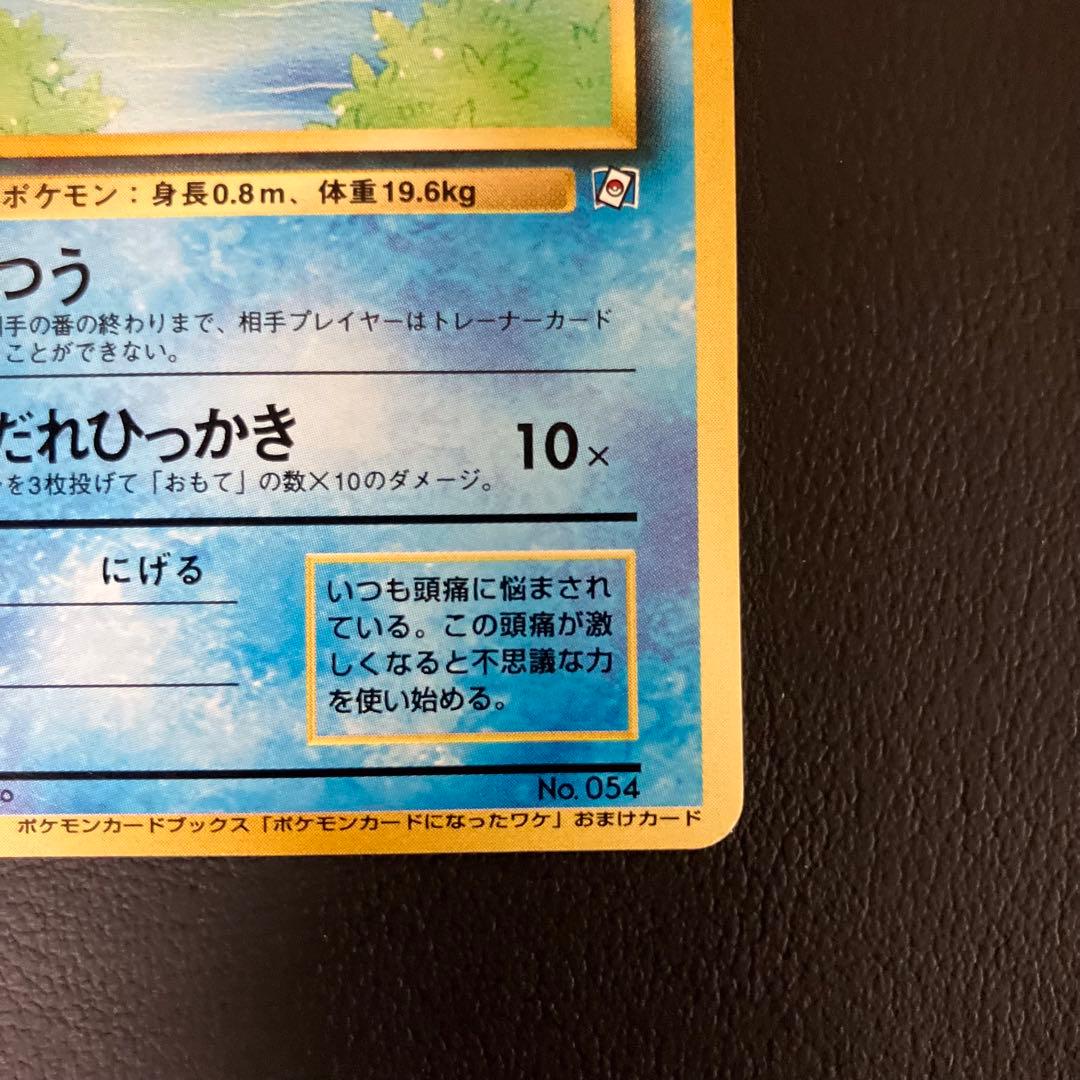 ポケモン：身長0.8m、体重19.6kg
つう
手の番の終わりまで、相手プレイヤーはトレーナーカード
ことができない。
だれひっかき
10×
を3枚投げて「おもて」の数×10のダメージ。
にげる
いつも頭痛に悩まされ
ている。この頭痛が激
しくなると不思議な力
を使い始める。
No. 054
ポケモンカードブックス「ポケモンカードになったワケ」おまけカード